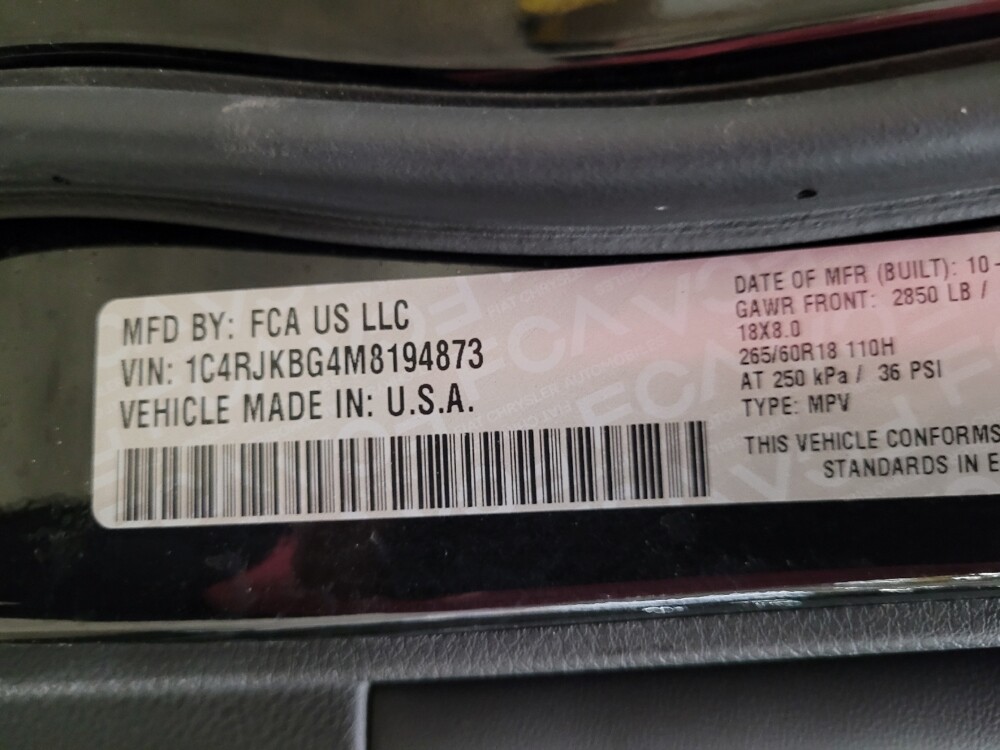 MFD BY: FCA US LLC
VIN: 1C4RJKBG4M8194873
VEHICLE MADE IN: U.S.A.
DATE OF MFR (BUILT): 10-
GAWR FRONT: 2850 LB /
18X8.0
265/60R18 110H
AT 250 kPa / 36 PSI
TYPE: MPV
THIS VEHICLE CONFORMS
STANDARDS IN E